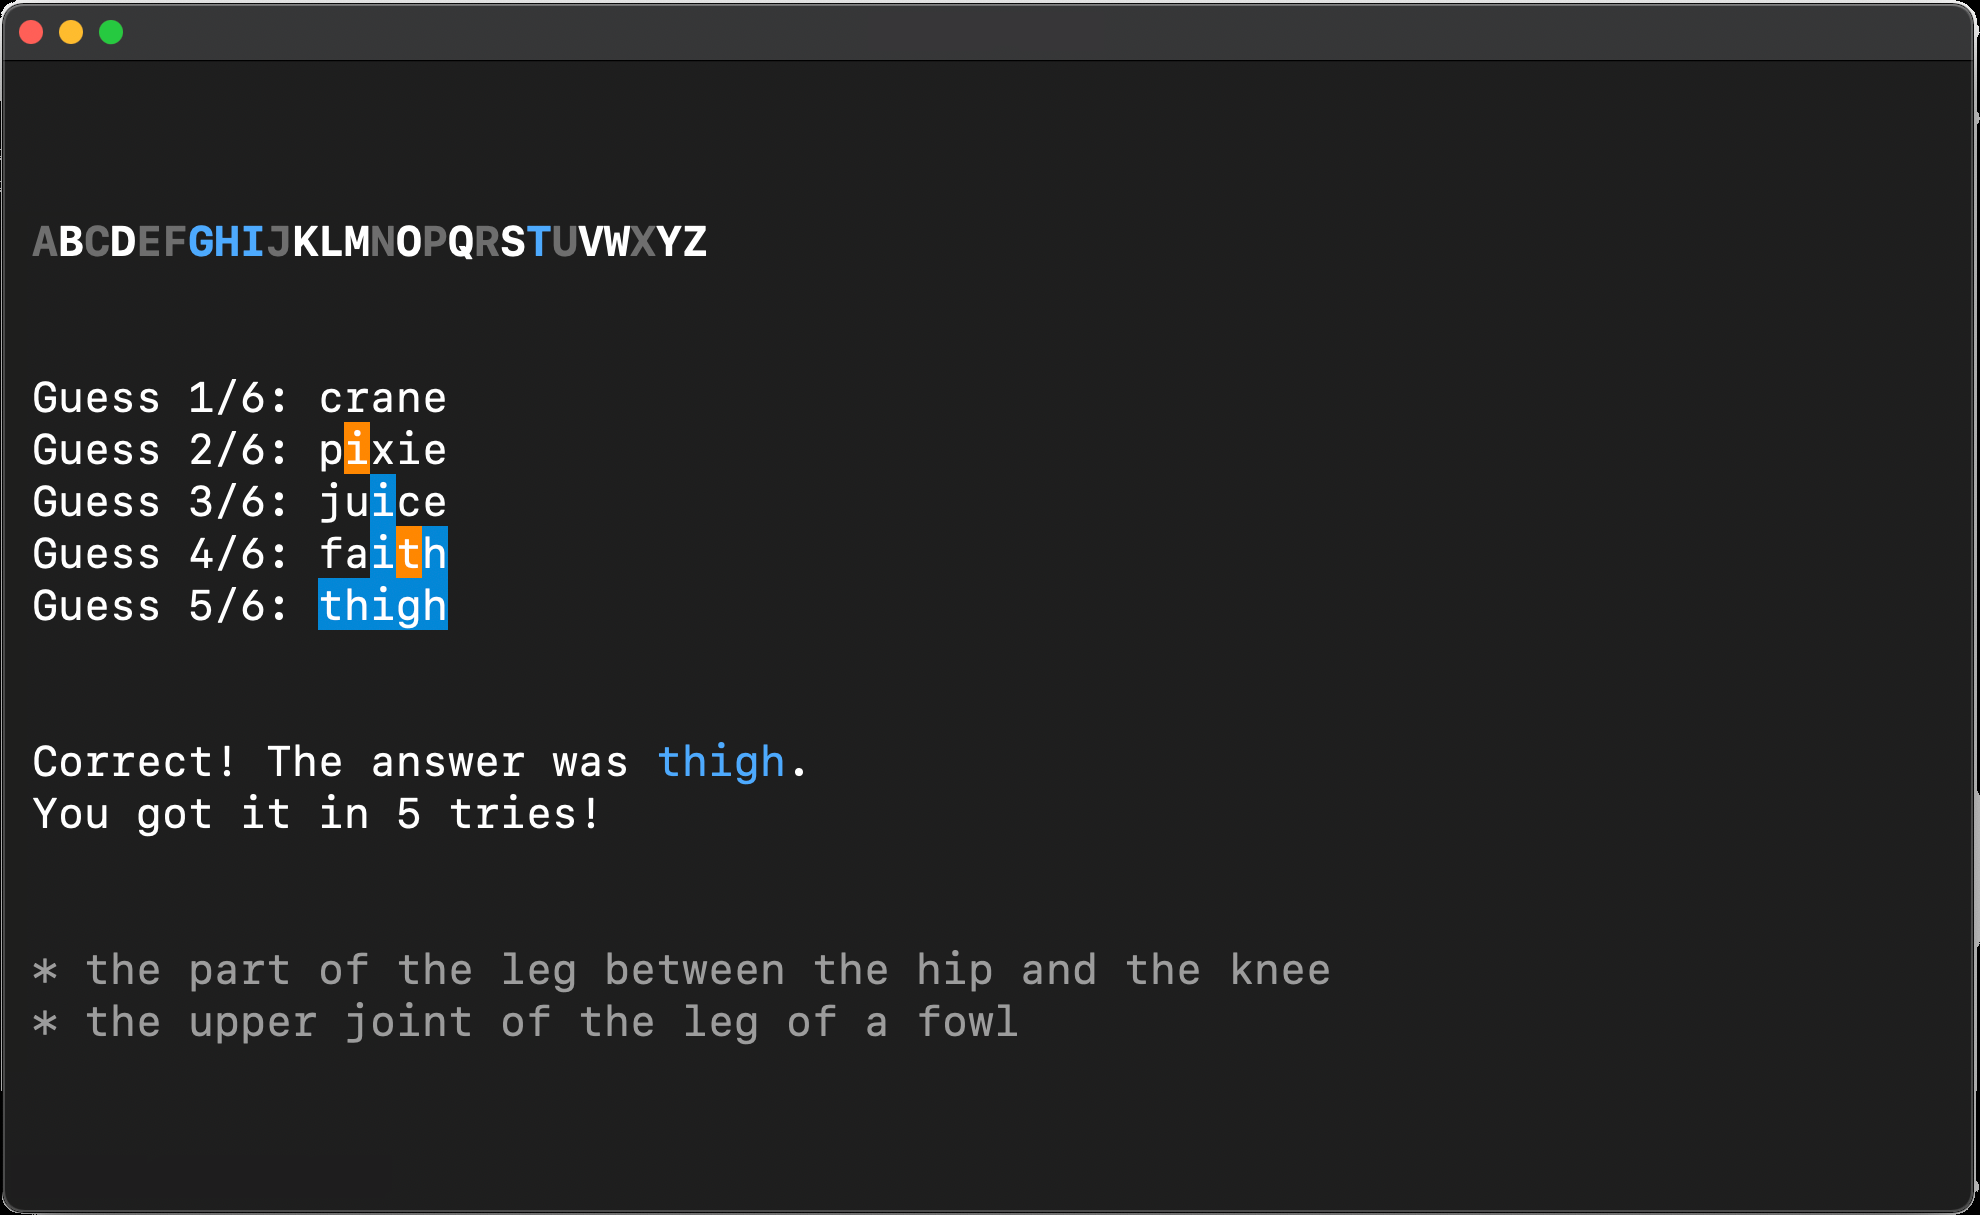 ABCDEFGHIJKLMNOPQRSTUVWXYZ
Guess 1/6: crane
Guess 2/6: pixie
Guess 3/6: juice
Guess 4/6: faith
Guess 5/6: thigh
Correct! The answer was thigh.
You got it in 5 tries!
* the part of the leg between the hip and the knee
* the upper joint of the leg of a fowl